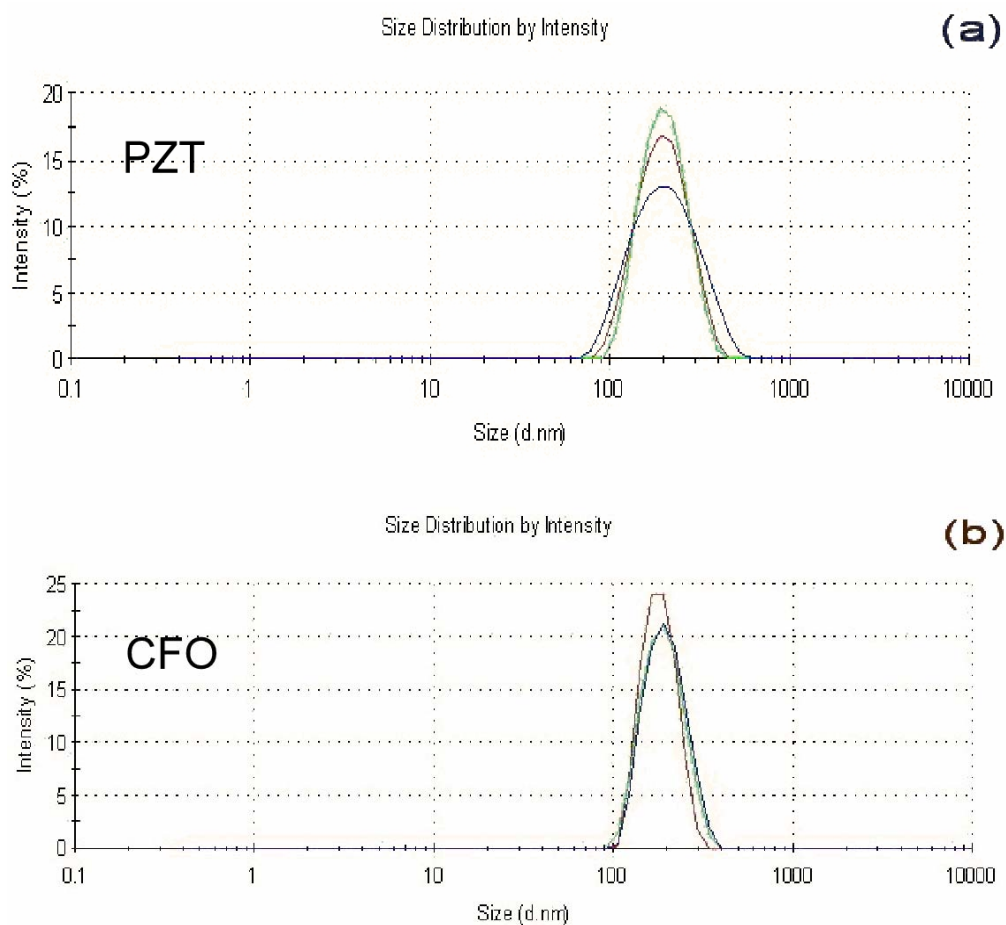 Size Distribution by Intensity
(a)
20
15
10
5
0
Intensity (%)
PZT
0.1 1 10 100 1000 10000
Size (d.nm)
Size Distribution by Intensity
(b)
25
20
15
10
5
0
Intensity (%)
CFO
0.1 1 10 100 1000 10000
Size (d.nm)